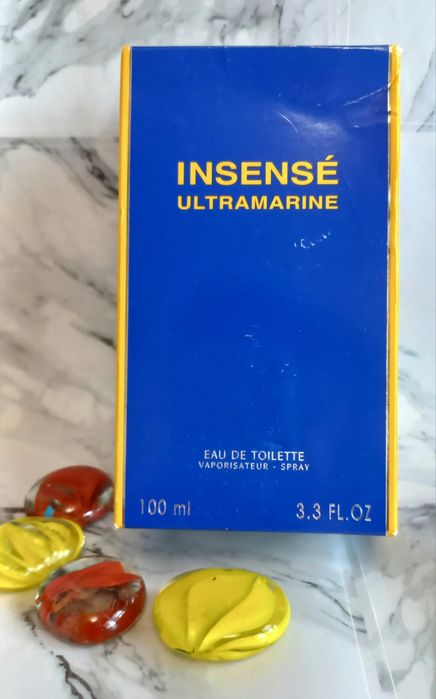 INSENSÉ
ULTRAMARINE
EAU DE TOILETTE
VAPORISATEUR - SPRAY
100 ml 3.3 FL.OZ